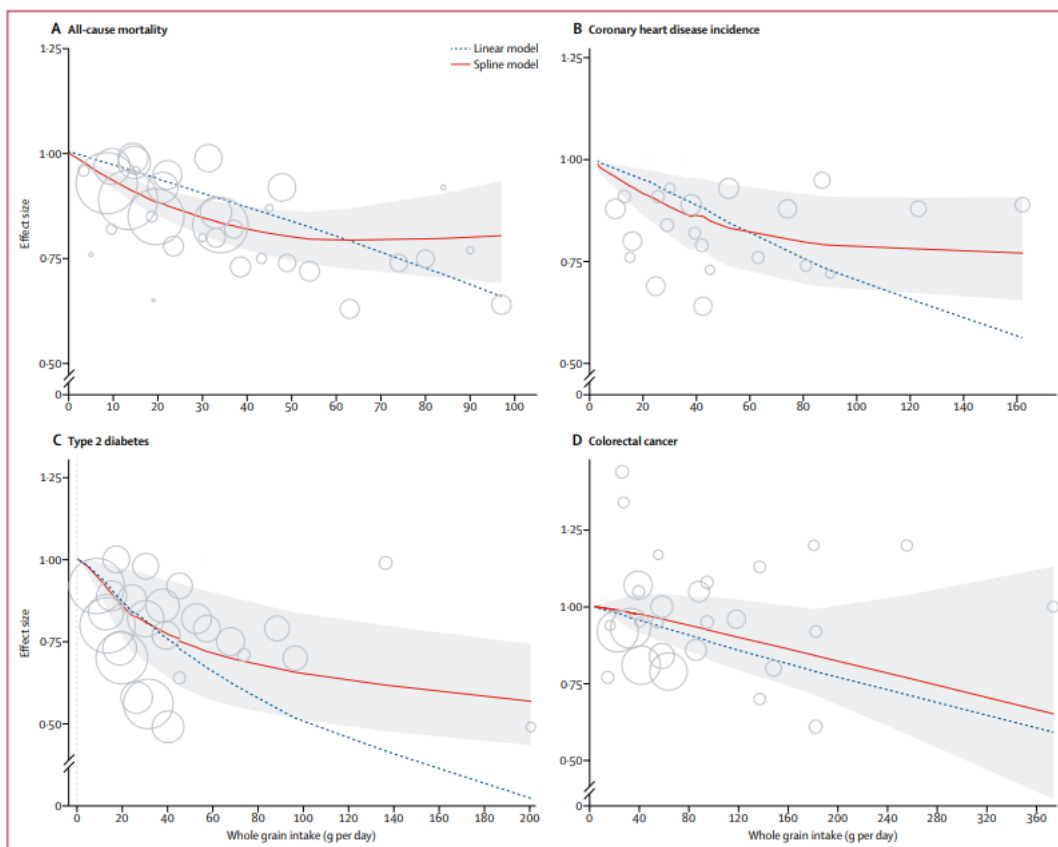 A All-cause mortality
Linear model
Spline model
1·25
1·00
0·75
0·50
0
Effect size
0 10 20 30 40 50 60 70 80 90 100
B Coronary heart disease incidence
1·25
1·00
0·75
0·50
0
0 20 40 60 80 100 120 140 160
C Type 2 diabetes
1·25
1·00
0·75
0·50
0
Effect size
0 20 40 60 80 100 120 140 160 180 200
Whole grain intake (g per day)
D Colorectal cancer
1·25
1·00
0·75
0·50
0
0 40 80 120 160 200 240 280 320 360
Whole grain intake (g per day)